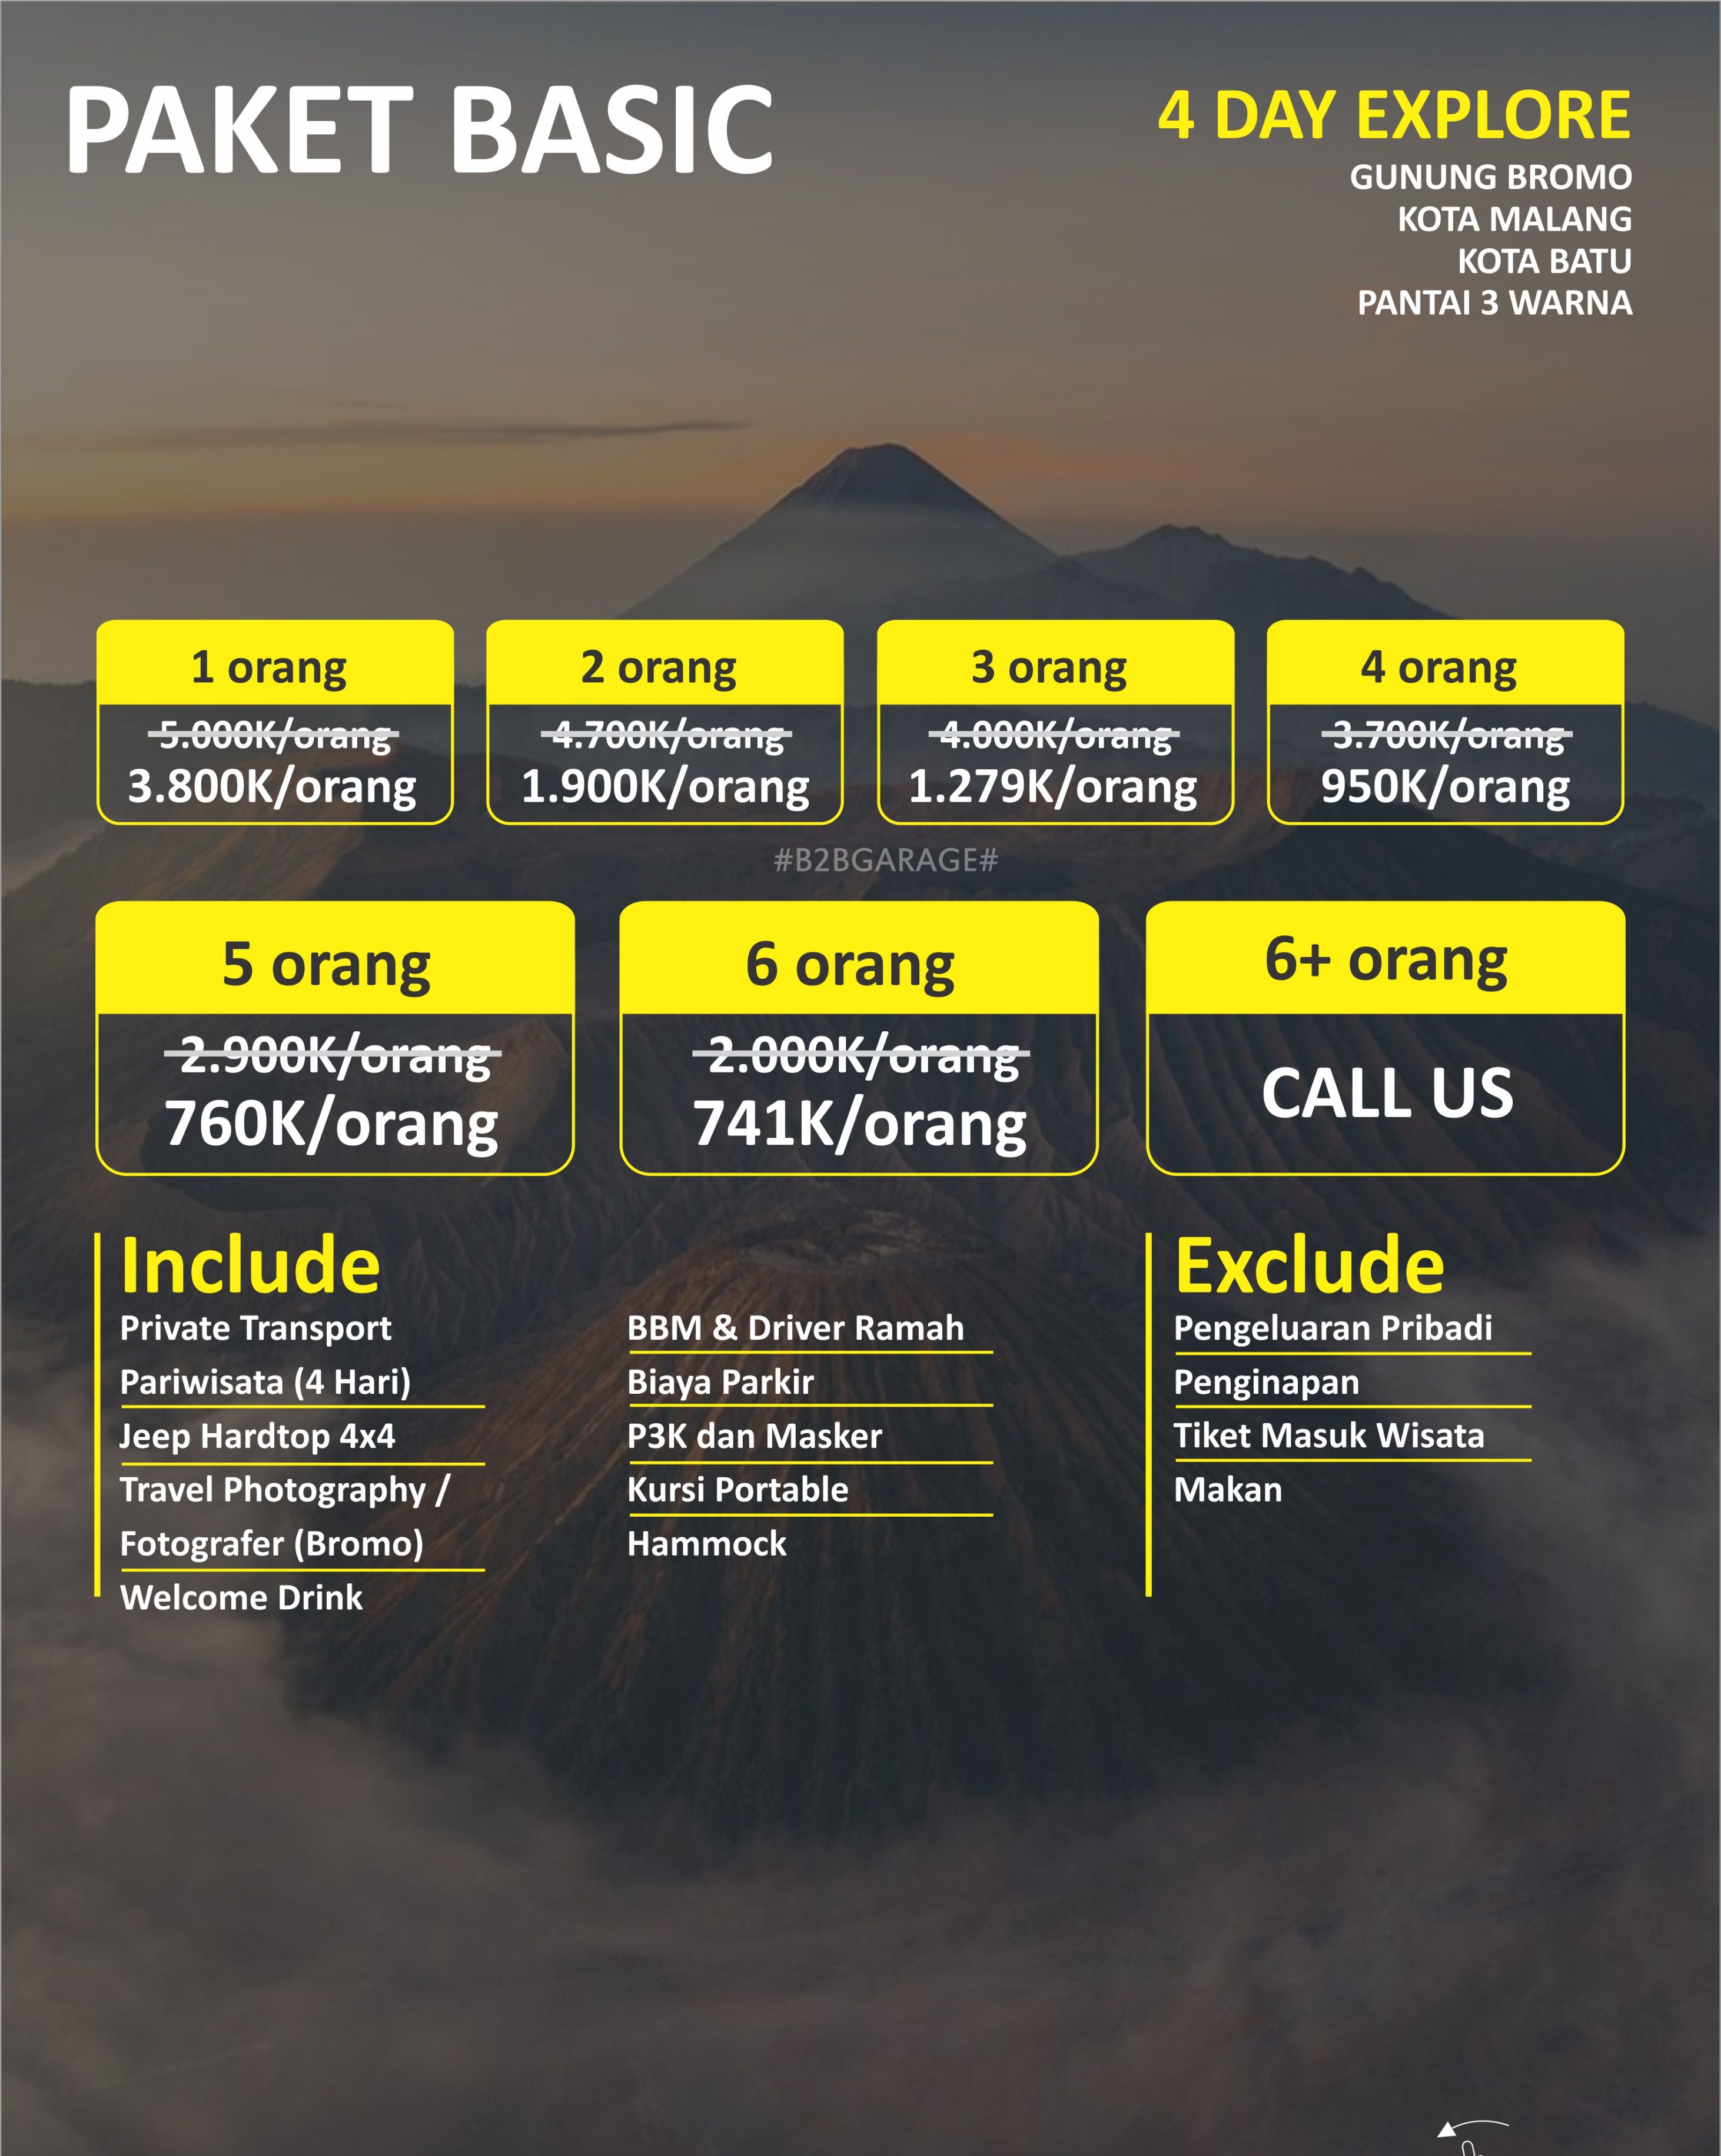 PAKET BASIC
4 DAY EXPLORE
GUNUNG BROMO
KOTA MALANG
KOTA BATU
PANTAI 3 WARNA
1 orang
5.000K/orang
3.800K/orang
2 orang
4.700K/orang
1.900K/orang
3 orang
4.000K/orang
1.279K/orang
4 orang
3.700K/orang
950K/orang
#B2BGARAGE#
5 orang
2.900K/orang
760K/orang
6 orang
2.000K/orang
741K/orang
6+ orang
CALL US
Include
Private Transport
Pariwisata (4 Hari)
Jeep Hardtop 4x4
Travel Photography /
Fotografer (Bromo)
Welcome Drink
BBM & Driver Ramah
Biaya Parkir
P3K dan Masker
Kursi Portable
Hammock
Exclude
Pengeluaran Pribadi
Penginapan
Tiket Masuk Wisata
Makan